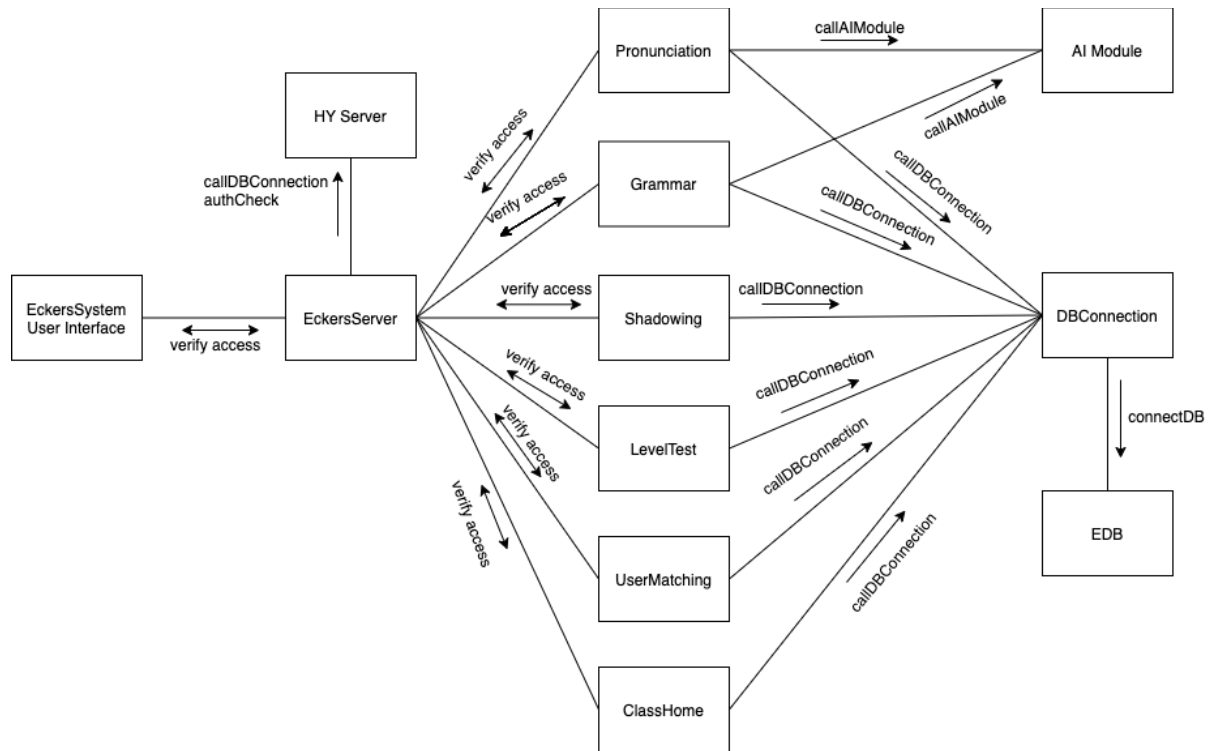 callAIModule
Pronunciation
AI Module
HY Server
verify access
callAIModule
callDBConnection
authCheck
Grammar
verify access
callDBConnection
callDBConnection
EckersSystem
User Interface
verify access
EckersServer
verify access
Shadowing
callDBConnection
DBConnection
verify access
callDBConnection
connectDB
verify access
LevelTest
callDBConnection
verify access
UserMatching
callDBConnection
EDB
ClassHome